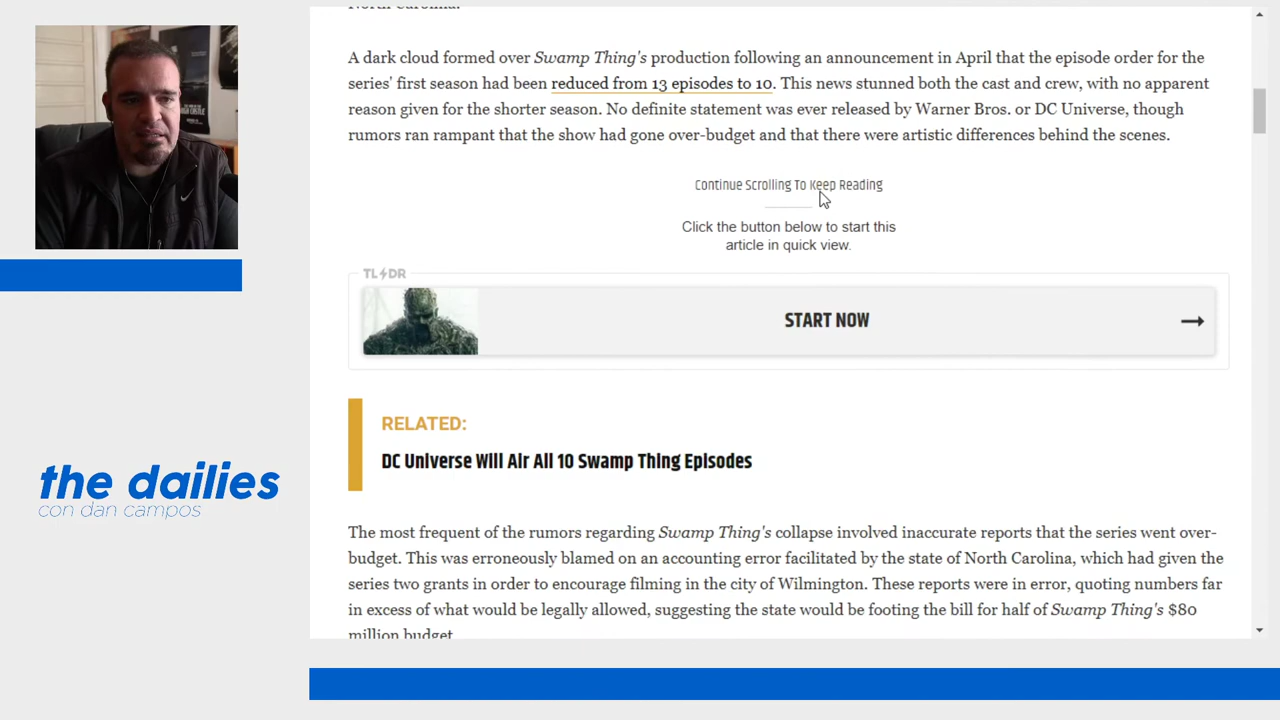 North Carolina.
A dark cloud formed over Swamp Thing's production following an announcement in April that the episode order for the
series' first season had been reduced from 13 episodes to 10. This news stunned both the cast and crew, with no apparent
reason given for the shorter season. No definite statement was ever released by Warner Bros. or DC Universe, though
rumors ran rampant that the show had gone over-budget and that there were artistic differences behind the scenes.
Continue Scrolling To Keep Reading
Click the button below to start this
article in quick view.
TL DR
START NOW
RELATED:
DC Universe Will Air All 10 Swamp Thing Episodes
the dailies
con dan campos
The most frequent of the rumors regarding Swamp Thing's collapse involved inaccurate reports that the series went over-
budget. This was erroneously blamed on an accounting error facilitated by the state of North Carolina, which had given the
series two grants in order to encourage filming in the city of Wilmington. These reports were in error, quoting numbers far
in excess of what would be legally allowed, suggesting the state would be footing the bill for half of Swamp Thing's $80
million budget.